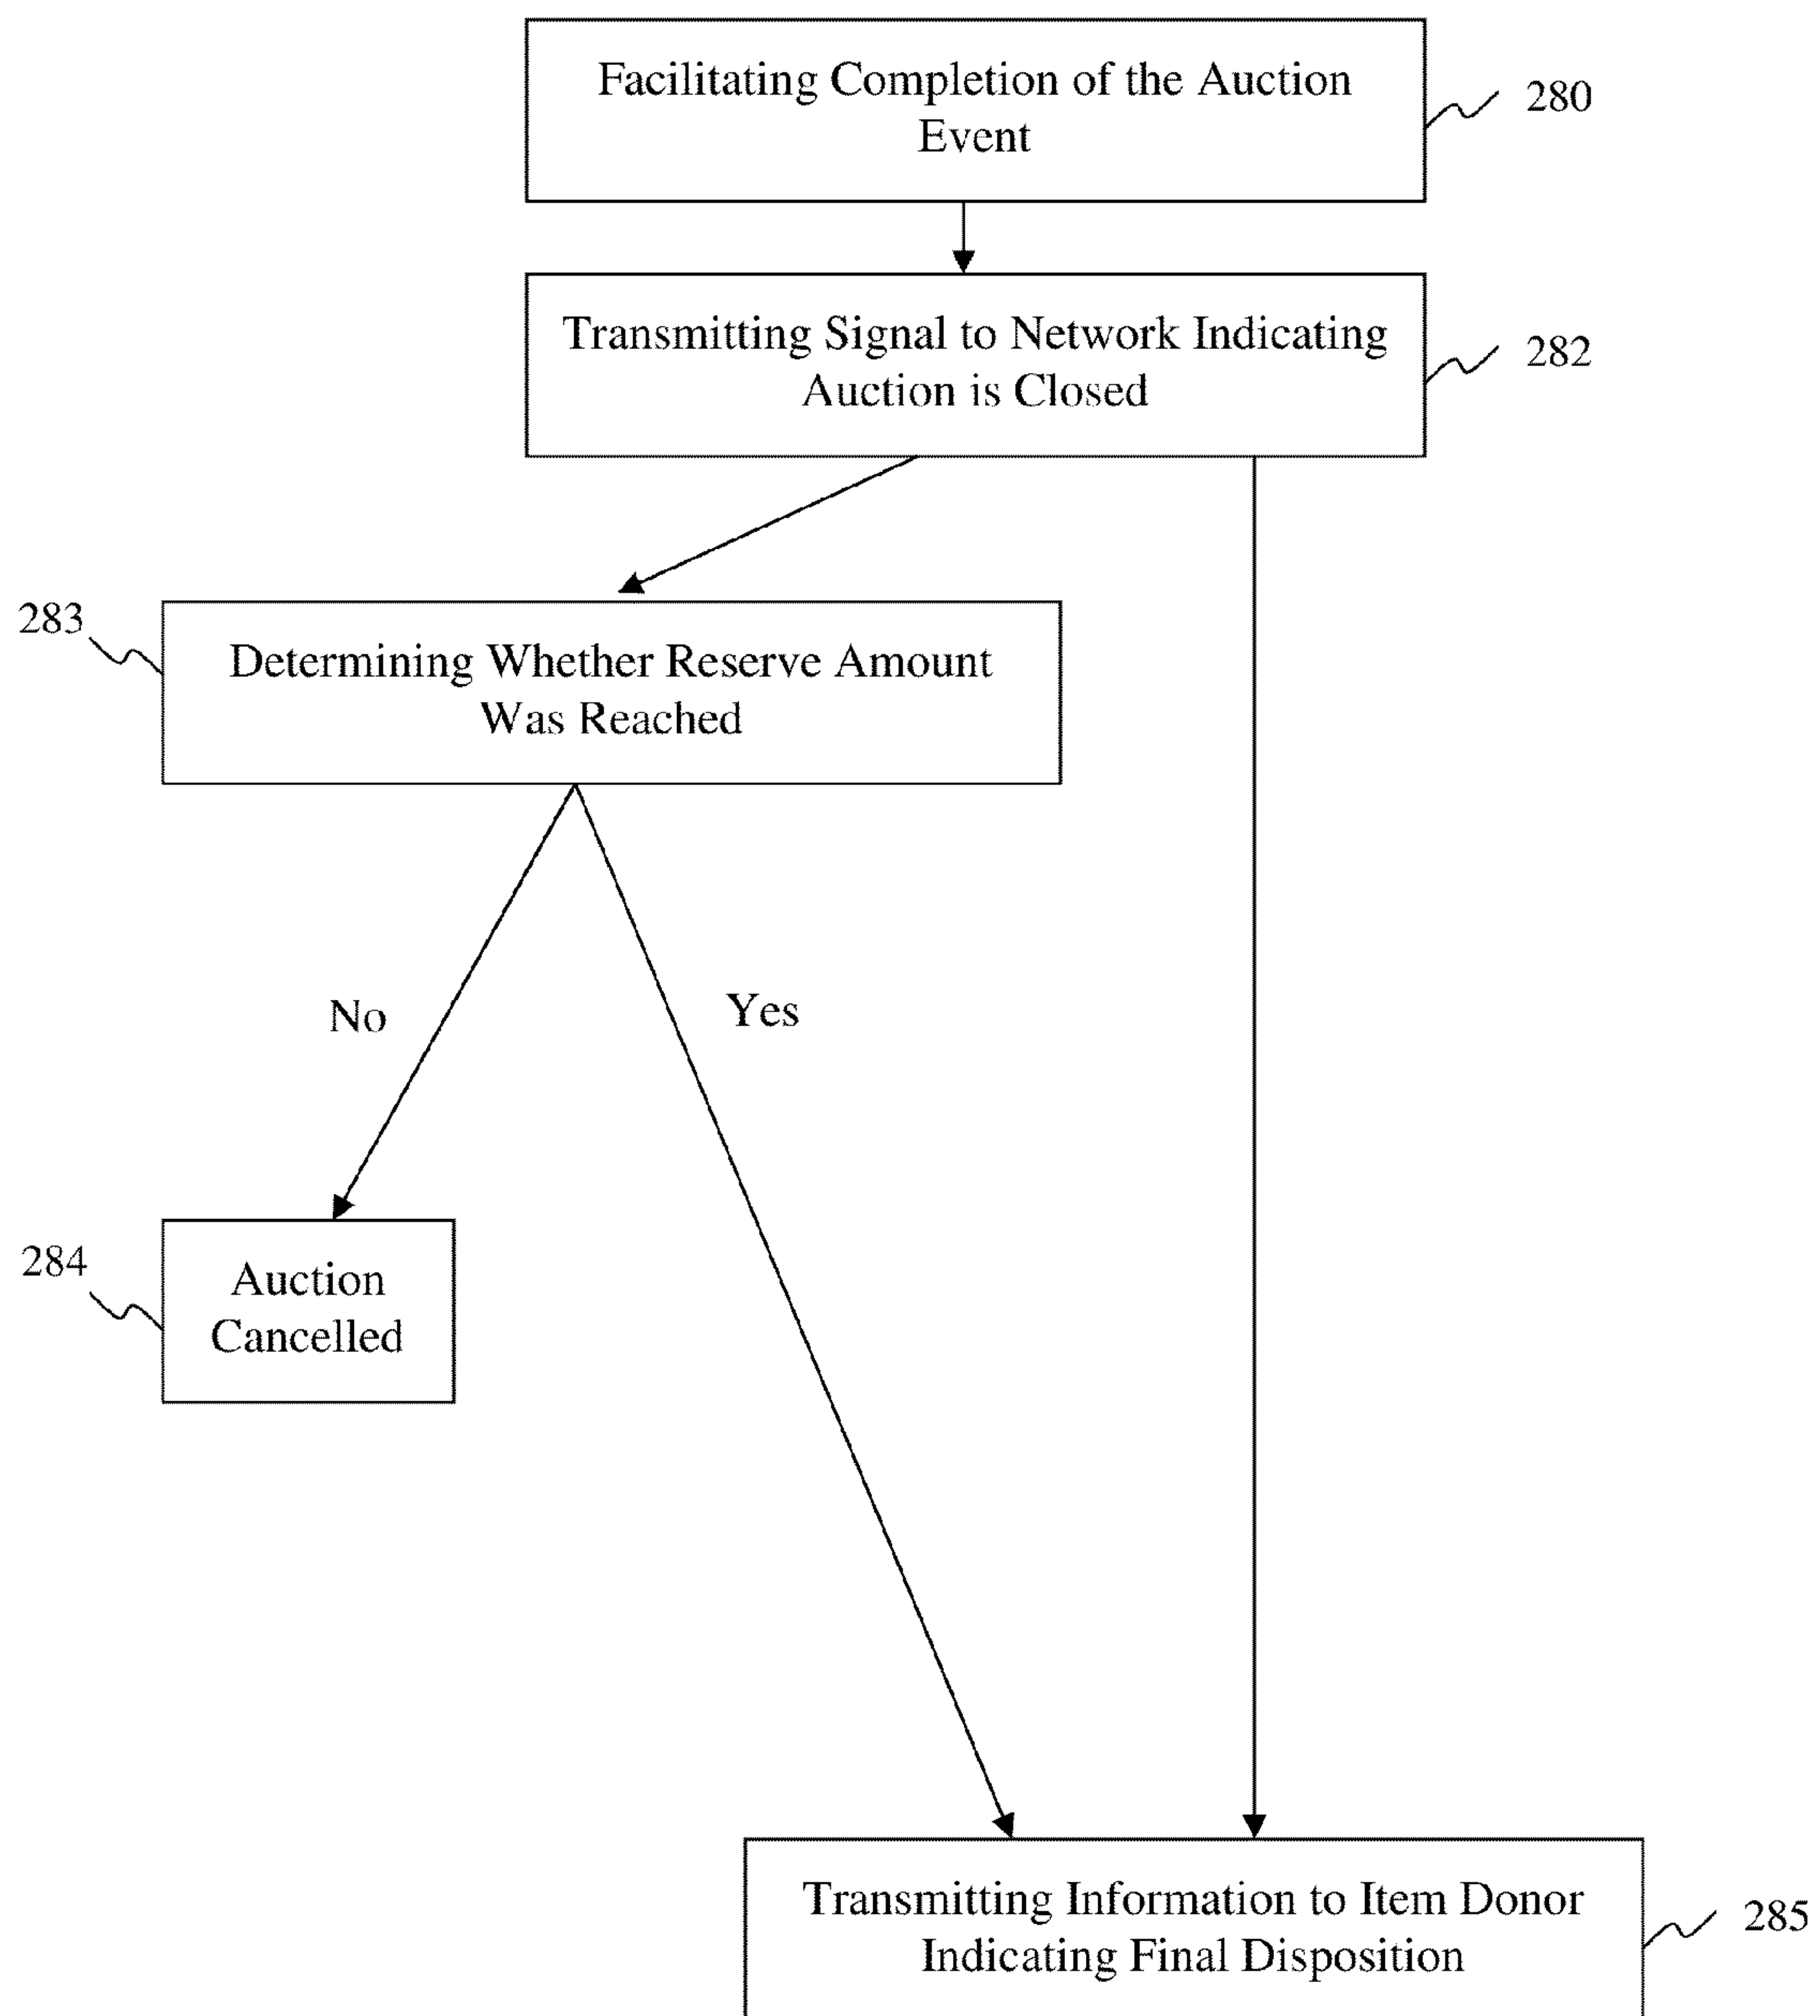 Facilitating Completion of the Auction
Event
280
Transmitting Signal to Network Indicating
Auction is Closed
282
283
Determining Whether Reserve Amount
Was Reached
No
Yes
284
Auction
Cancelled
Transmitting Information to Item Donor
Indicating Final Disposition
285